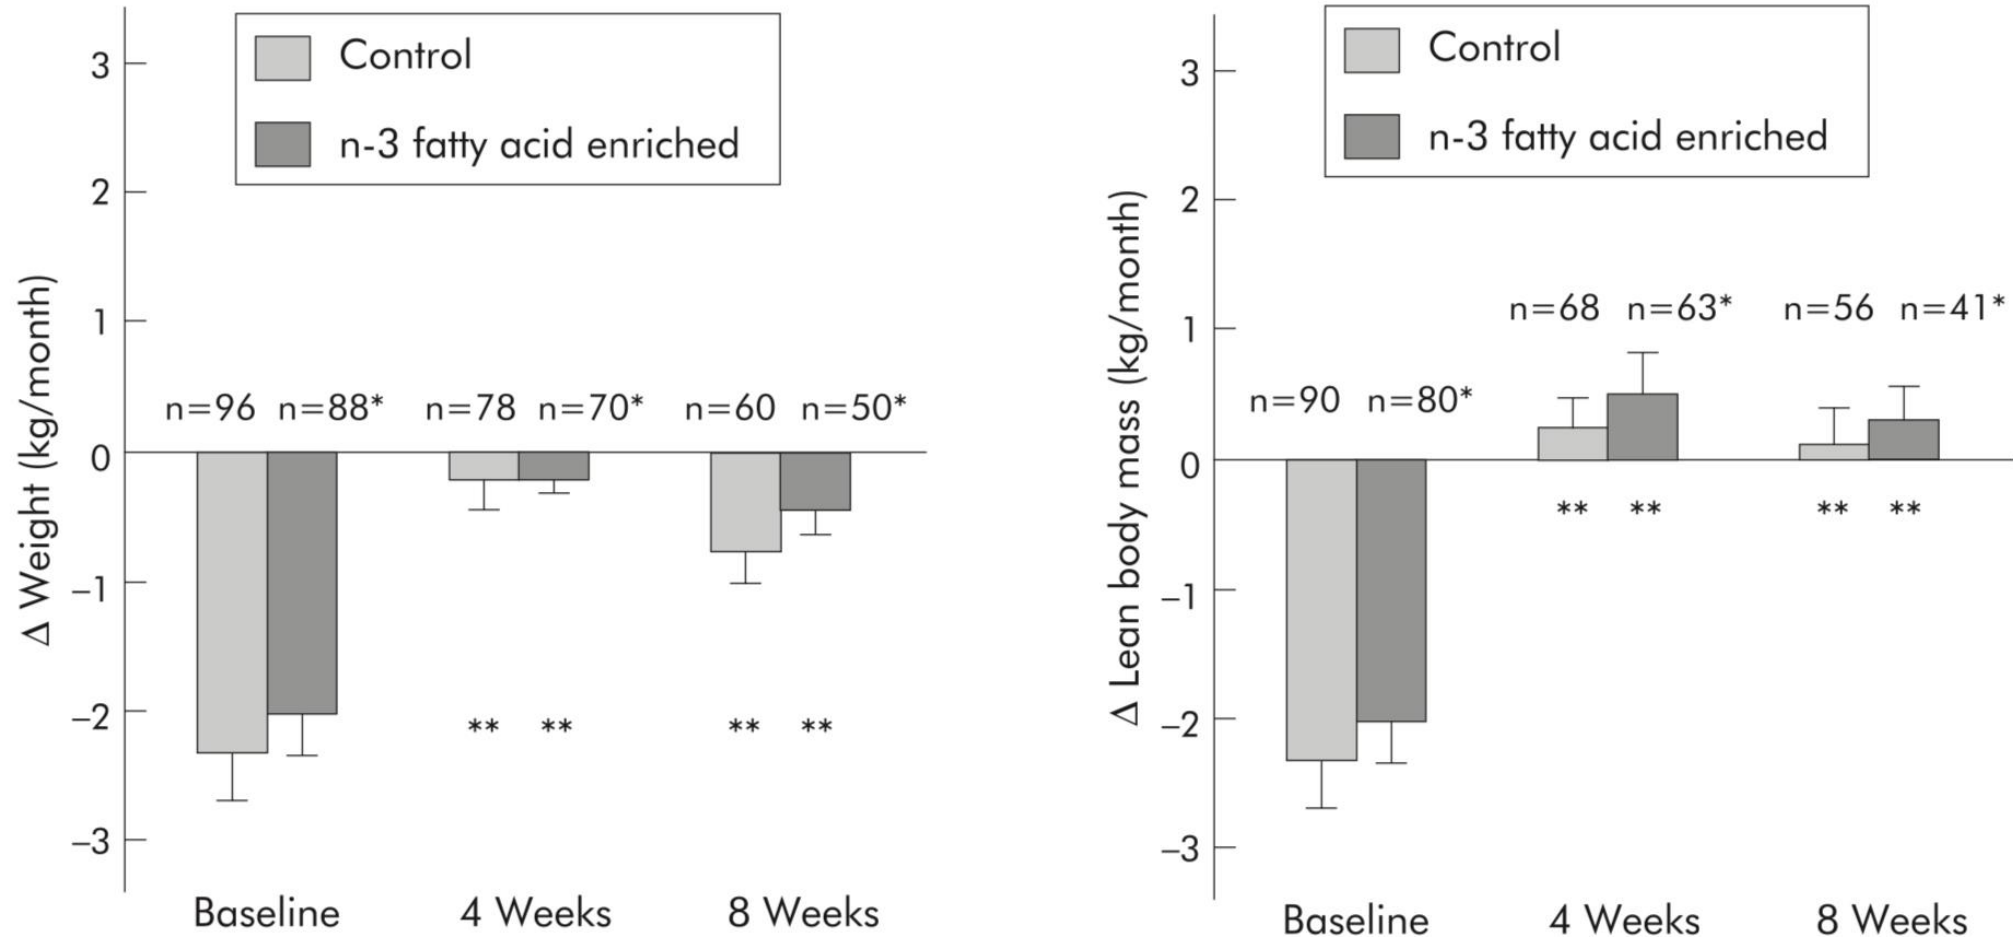 Control
n-3 fatty acid enriched
Δ Weight (kg/month)
3
2
1
0
–1
–2
–3
n=96 n=88* n=78 n=70* n=60 n=50*
** ** ** **
Baseline 4 Weeks 8 Weeks
Control
n-3 fatty acid enriched
Δ Lean body mass (kg/month)
3
2
1
0
–1
–2
–3
n=68 n=63* n=56 n=41*
n=90 n=80*
** ** ** **
Baseline 4 Weeks 8 Weeks